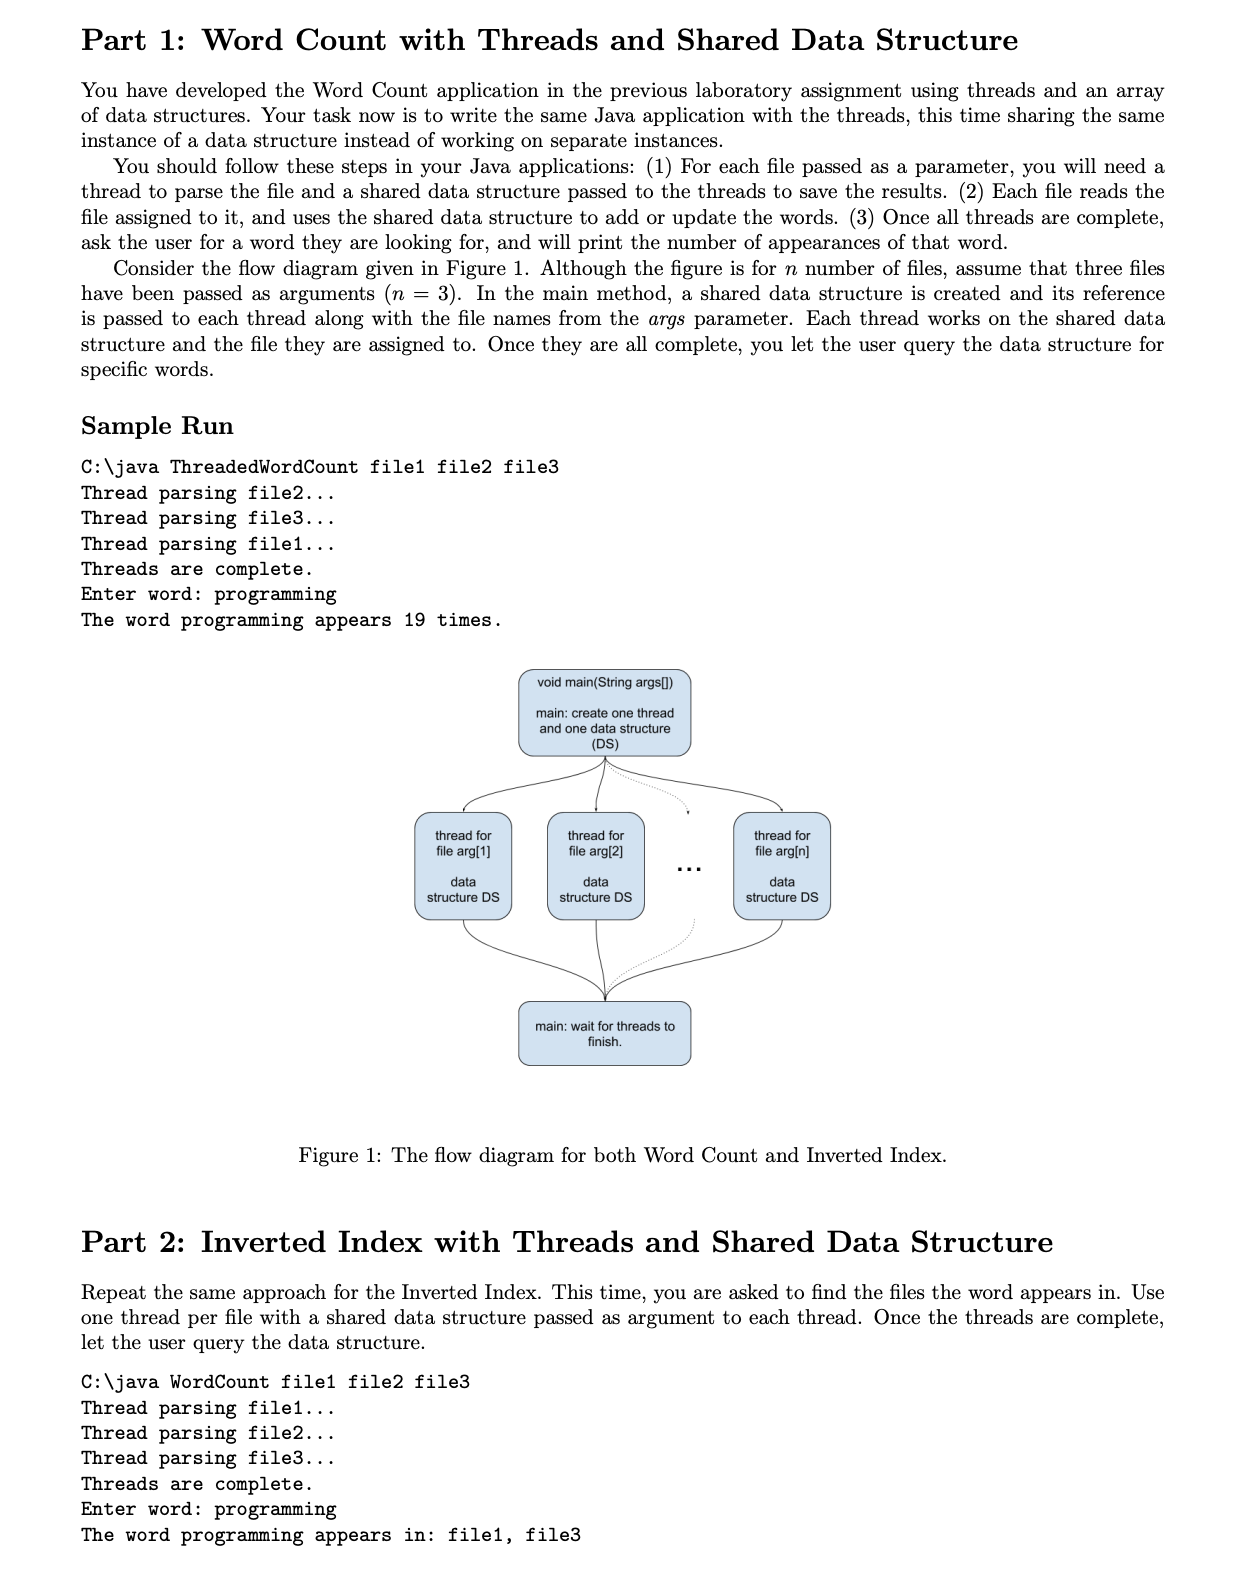 Part 1: Word Count with Threads and Shared Data Structure
You have developed the Word Count application in the previous laboratory assignment using threads and an array
of data structures. Your task now is to write the same Java application with the threads, this time sharing the same
instance of a data structure instead of working on separate instances.
You should follow these steps in your Java applications: (1) For each file passed as a parameter, you will need a
thread to parse the file and a shared data structure passed to the threads to save the results. (2) Each file reads the
file assigned to it, and uses the shared data structure to add or update the words. (3) Once all threads are complete,
ask the user for a word they are looking for, and will print the number of appearances of that word.
Consider the flow diagram given in Figure 1. Although the figure is for n number of files, assume that three files
have been passed as arguments (n = 3). In the main method, a shared data structure is created and its reference
is passed to each thread along with the file names from the args parameter. Each thread works on the shared data
structure and the file they are assigned to. Once they are all complete, you let the user query the data structure for
specific words.
Sample Run
C:\java ThreadedWordCount file1 file2 file3
Thread parsing file2...
Thread parsing file3...
Thread parsing file1...
Threads are complete.
Enter word: programming
The word programming appears 19 times.
void main(String args[])
main: create one thread
and one data structure
(DS)
thread for
file arg[1]
data
structure DS
thread for
file arg[2]
data
structure DS
...
thread for
file arg[n]
data
structure DS
main: wait for threads to
finish.
Figure 1: The flow diagram for both Word Count and Inverted Index.
Part 2: Inverted Index with Threads and Shared Data Structure
Repeat the same approach for the Inverted Index. This time, you are asked to find the files the word appears in. Use
one thread per file with a shared data structure passed as argument to each thread. Once the threads are complete,
let the user query the data structure.
C:\java WordCount file1 file2 file3
Thread parsing file1...
Thread parsing file2...
Thread parsing file3...
Threads are complete.
Enter word: programming
The word programming appears in: file1, file3